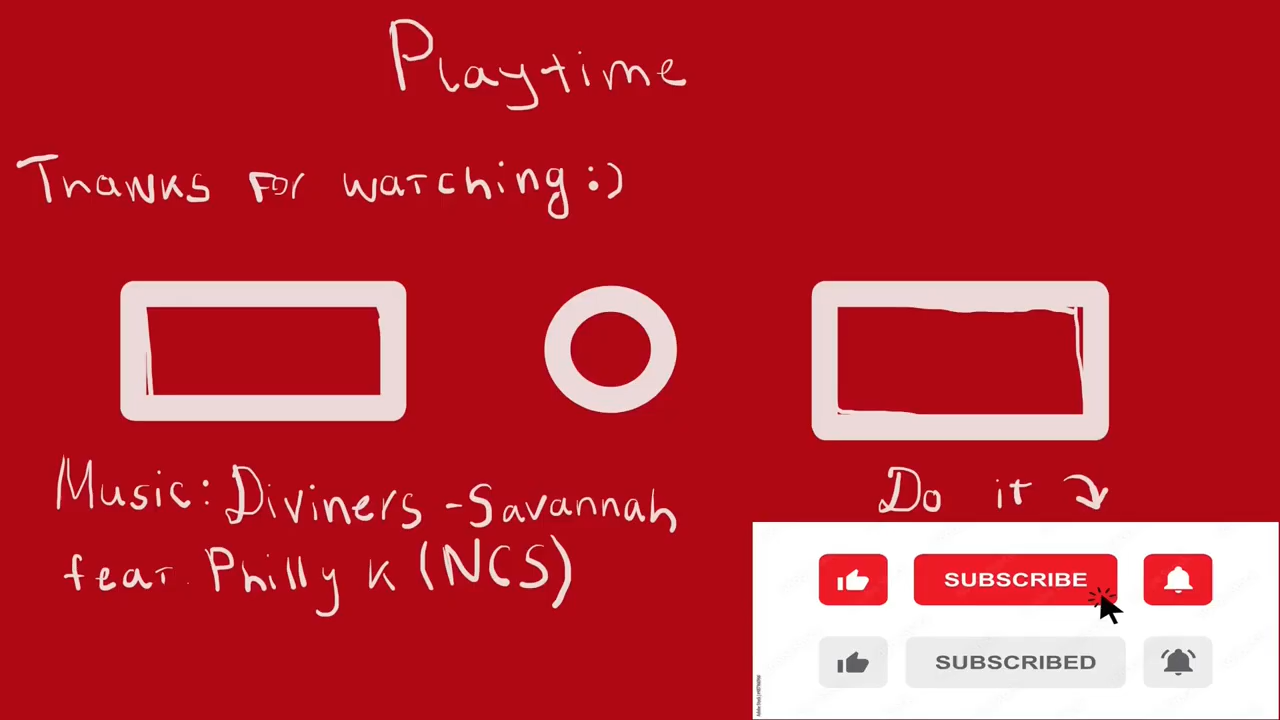 Playtime
Thanks for watching :)
Music: Diviners - Savannah
feat. Philly K (NCS)
Do it
SUBSCRIBE
SUBSCRIBED